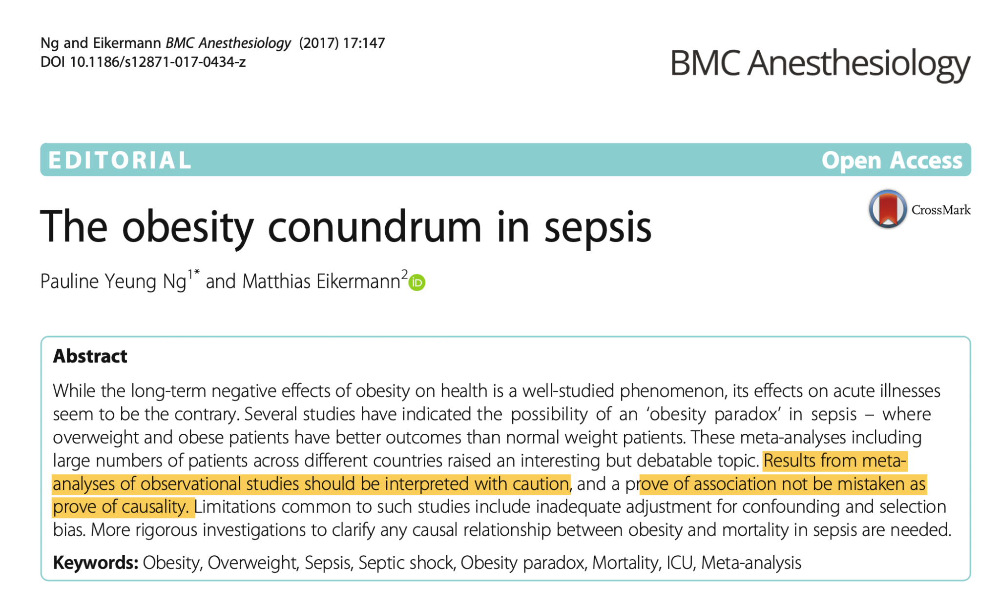 Ng and Eikermann BMC Anesthesiology (2017) 17:147
DOI 10.1186/s12871-017-0434-z
BMC Anesthesiology
EDITORIAL
Open Access
CrossMark
The obesity conundrum in sepsis
Pauline Yeung Ng1* and Matthias Eikermann2 iD
Abstract
While the long-term negative effects of obesity on health is a well-studied phenomenon, its effects on acute illnesses
seem to be the contrary. Several studies have indicated the possibility of an ‘obesity paradox’ in sepsis – where
overweight and obese patients have better outcomes than normal weight patients. These meta-analyses including
large numbers of patients across different countries raised an interesting but debatable topic. Results from meta-
analyses of observational studies should be interpreted with caution, and a prove of association not be mistaken as
prove of causality. Limitations common to such studies include inadequate adjustment for confounding and selection
bias. More rigorous investigations to clarify any causal relationship between obesity and mortality in sepsis are needed.
Keywords: Obesity, Overweight, Sepsis, Septic shock, Obesity paradox, Mortality, ICU, Meta-analysis